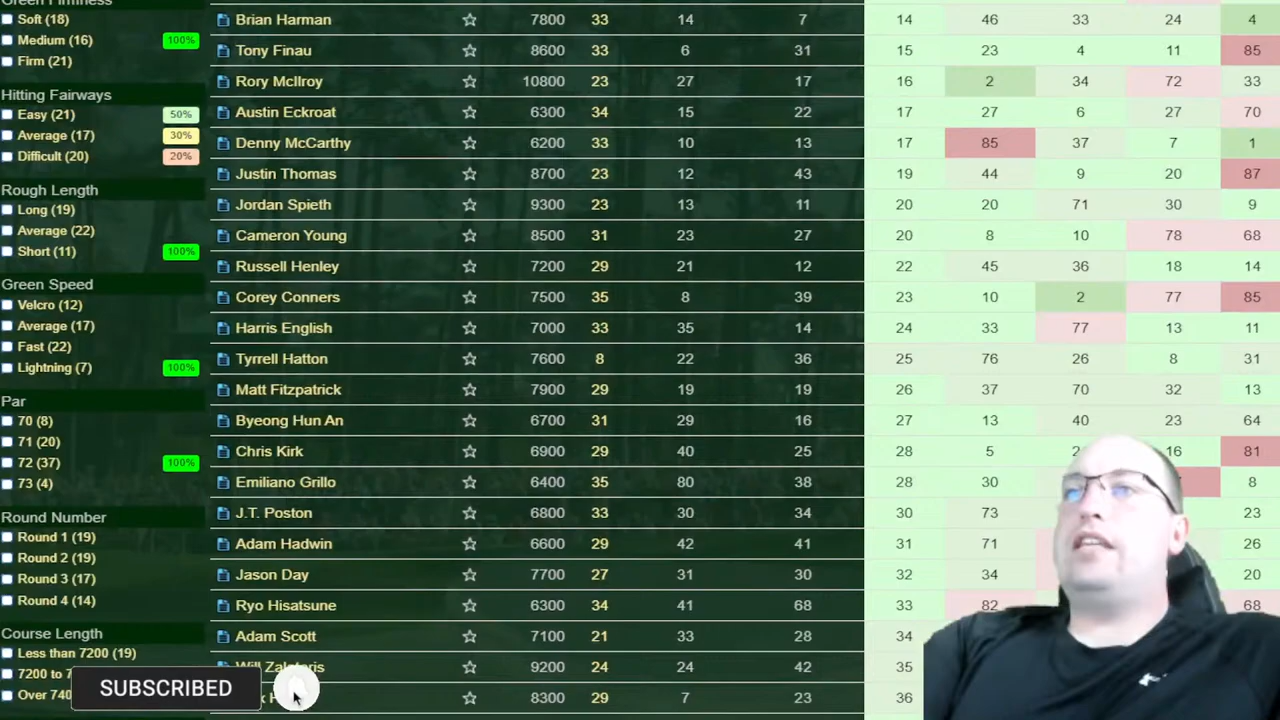 Green Firmness
Soft (18)
Medium (16) 100%
Firm (21)
Hitting Fairways
Easy (21) 50%
Average (17) 30%
Difficult (20) 20%
Rough Length
Long (19)
Average (22)
Short (11) 100%
Green Speed
Velcro (12)
Average (17)
Fast (22)
Lightning (7) 100%
Par
70 (8)
71 (20)
72 (37) 100%
73 (4)
Round Number
Round 1 (19)
Round 2 (19)
Round 3 (17)
Round 4 (14)
Course Length
Less than 7200 (19)
7200 to
Over
SUBSCRIBED
Brian Harman 7800 33 14 7 14 46 33 24 4
Tony Finau 8600 33 6 31 15 23 4 11 85
Rory McIlroy 10800 23 27 17 16 2 34 72 33
Austin Eckroat 6300 34 15 22 17 27 6 27 70
Denny McCarthy 6200 33 10 13 17 85 37 7 1
Justin Thomas 8700 23 12 43 19 44 9 20 87
Jordan Spieth 9300 23 13 11 20 20 71 30 9
Cameron Young 8500 31 23 27 20 8 10 78 68
Russell Henley 7200 29 21 12 22 45 36 18 14
Corey Conners 7500 35 8 39 23 10 2 77 85
Harris English 7000 33 35 14 24 33 77 13 11
Tyrrell Hatton 7600 8 22 36 25 76 26 8 31
Matt Fitzpatrick 7900 29 19 19 26 37 70 32 13
Byeong Hun An 6700 31 29 16 27 13 40 23 64
Chris Kirk 6900 29 40 25 28 5 16 81
Emiliano Grillo 6400 35 80 38 28 30 8
J.T. Poston 6800 33 30 34 30 73 23
Adam Hadwin 6600 29 42 41 31 71 26
Jason Day 7700 27 31 30 32 34 20
Ryo Hisatsune 6300 34 41 68 33 82 68
Adam Scott 7100 21 33 28 34
Will Zalatoris 9200 24 24 42 35
8300 29 7 23 36